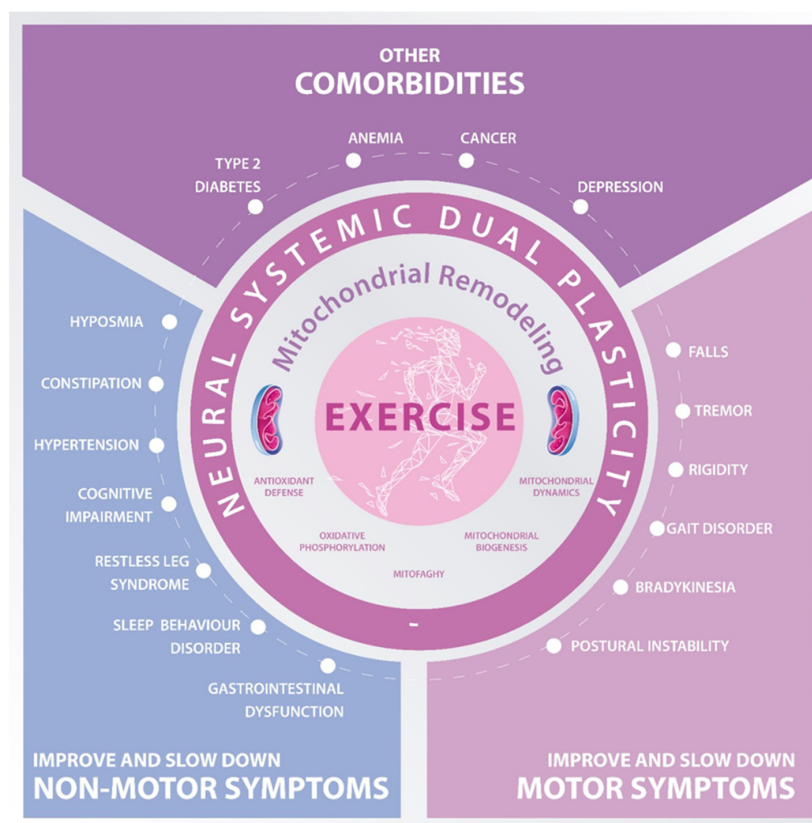 OTHER
COMORBIDITIES
ANEMIA
CANCER
TYPE 2
DIABETES
DEPRESSION
NEURAL SYSTEMIC DUAL PLASTICITY
-
Mitochondrial Remodeling
EXERCISE
ANTIOXIDANT
DEFENSE
MITOCHONDRIAL
DYNAMICS
OXIDATIVE
PHOSPHORYLATION
MITOCHONDRIAL
BIOGENESIS
MITOFAGHY
HYPOSMIA
CONSTIPATION
HYPERTENSION
COGNITIVE
IMPAIRMENT
RESTLESS LEG
SYNDROME
SLEEP BEHAVIOUR
DISORDER
GASTROINTESTINAL
DYSFUNCTION
IMPROVE AND SLOW DOWN
NON-MOTOR SYMPTOMS
FALLS
TREMOR
RIGIDITY
GAIT DISORDER
BRADYKINESIA
POSTURAL INSTABILITY
IMPROVE AND SLOW DOWN
MOTOR SYMPTOMS